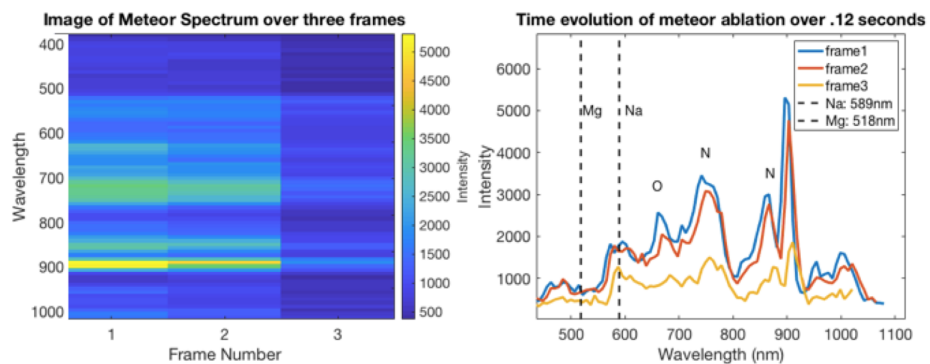 Image of Meteor Spectrum over three frames
400
500
600
700
800
900
1000
Wavelength
1
2
3
Frame Number
5000
4500
4000
3500
3000
2500
2000
1500
1000
500
Intensity
Time evolution of meteor ablation over .12 seconds
6000
5000
4000
3000
2000
1000
Intensity
Mg
Na
O
N
N
frame1
frame2
frame3
Na: 589nm
Mg: 518nm
500
600
700
800
900
1000
1100
Wavelength (nm)